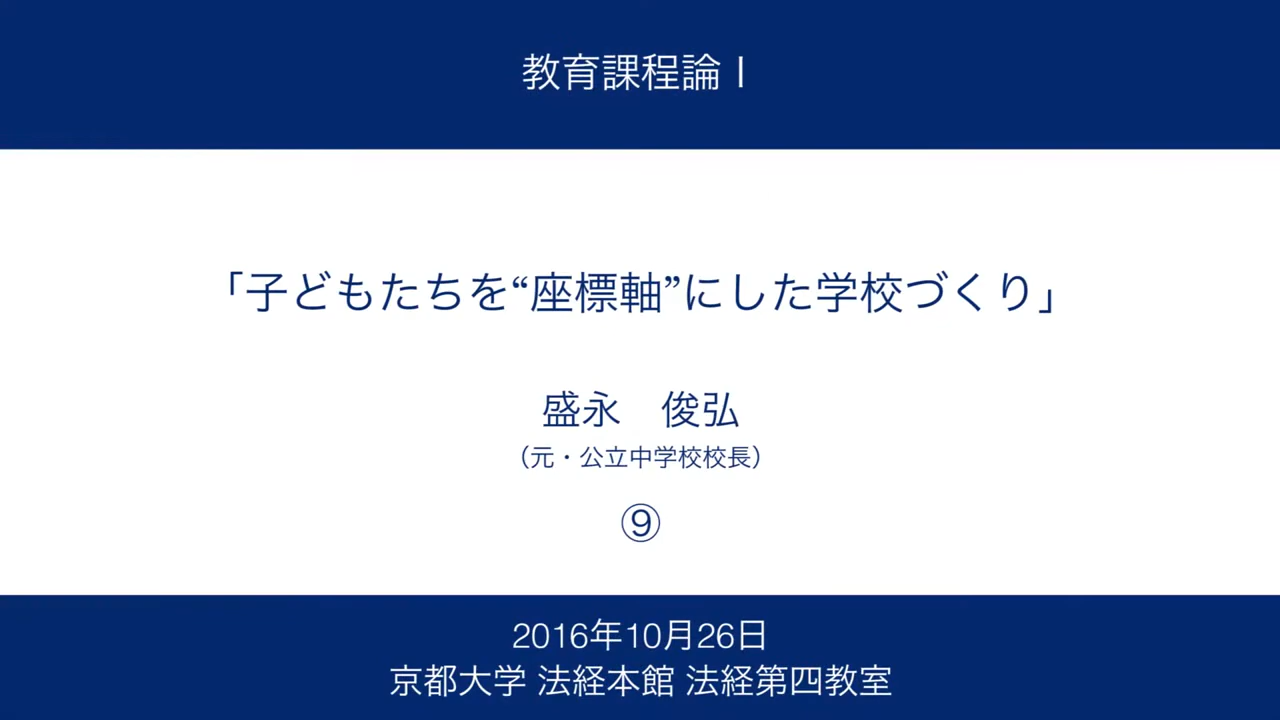 教育課程論Ⅰ
「子どもたちを“座標軸”にした学校づくり」
盛永　俊弘
（元・公立中学校校長）
⑨
2016年10月26日
京都大学 法経本館 法経第四教室